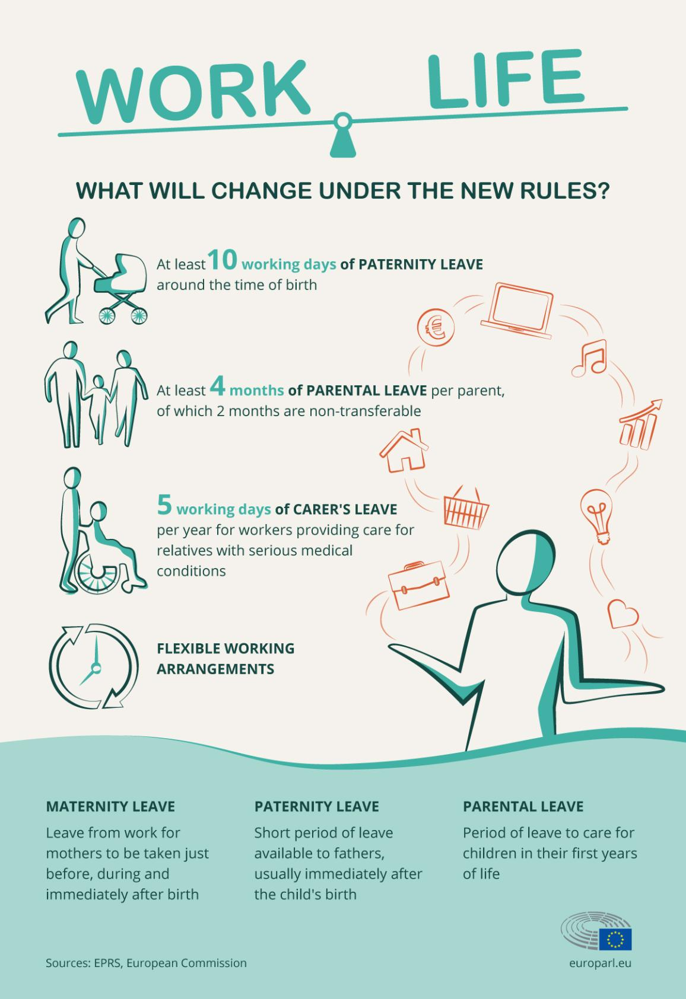 WORK LIFE
WHAT WILL CHANGE UNDER THE NEW RULES?
At least 10 working days of PATERNITY LEAVE
around the time of birth
€
At least 4 months of PARENTAL LEAVE per parent,
of which 2 months are non-transferable
5 working days of CARER'S LEAVE
per year for workers providing care for
relatives with serious medical
conditions
FLEXIBLE WORKING
ARRANGEMENTS
MATERNITY LEAVE
Leave from work for
mothers to be taken just
before, during and
immediately after birth
PATERNITY LEAVE
Short period of leave
available to fathers,
usually immediately after
the child's birth
PARENTAL LEAVE
Period of leave to care for
children in their first years
of life
Sources: EPRS, European Commission
europarl.eu